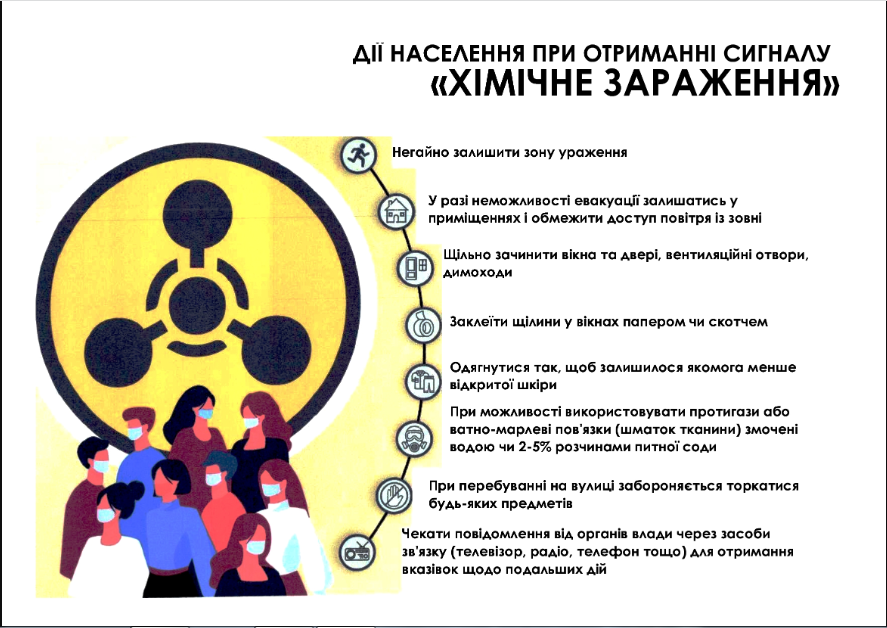 ДІЇ НАСЕЛЕННЯ ПРИ ОТРИМАННІ СИГНАЛУ
«ХІМІЧНЕ ЗАРАЖЕННЯ»
Негайно залишити зону ураження
У разі неможливості евакуації залишатись у
приміщеннях і обмежити доступ повітря із зовні
Щільно зачинити вікна та двері, вентиляційні отвори,
димоходи
Заклеїти щілини у вікнах папером чи скотчем
Одягнутися так, щоб залишилося якомога менше
відкритої шкіри
При можливості використовувати протигази або
ватно-марлеві пов'язки (шматок тканини) змочені
водою чи 2-5% розчинами питної соди
При перебуванні на вулиці забороняється торкатися
будь-яких предметів
Чекати повідомлення від органів влади через засоби
зв'язку (телевізор, радіо, телефон тощо) для отримання
вказівок щодо подальших дій